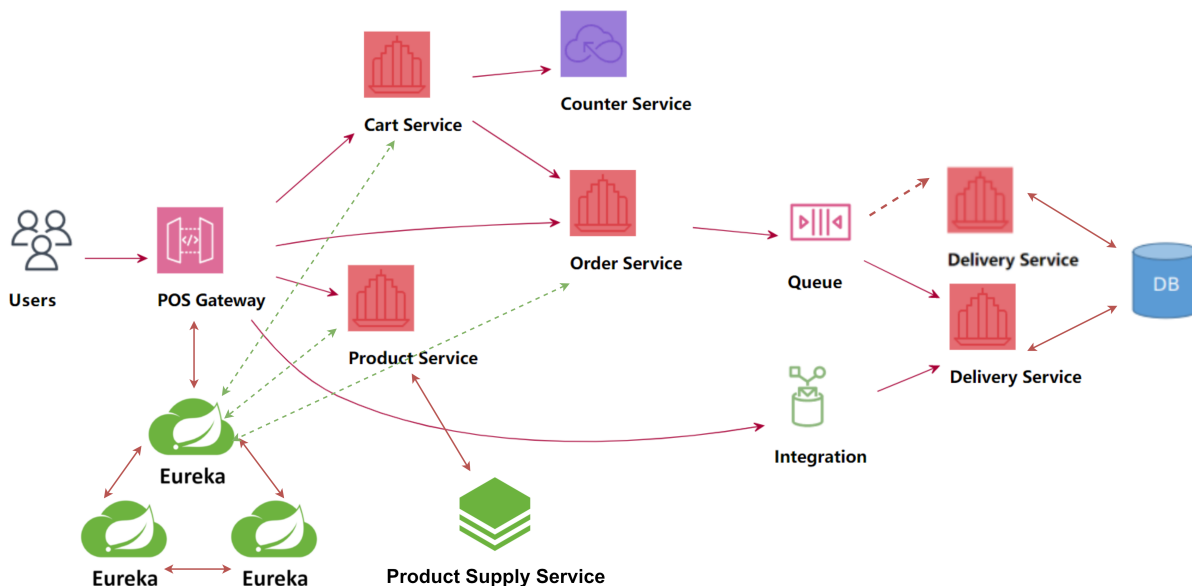 Cart Service
Counter Service
Users
POS Gateway
Order Service
Queue
Delivery Service
DB
Product Service
Delivery Service
Eureka
Integration
Eureka
Eureka
Product Supply Service